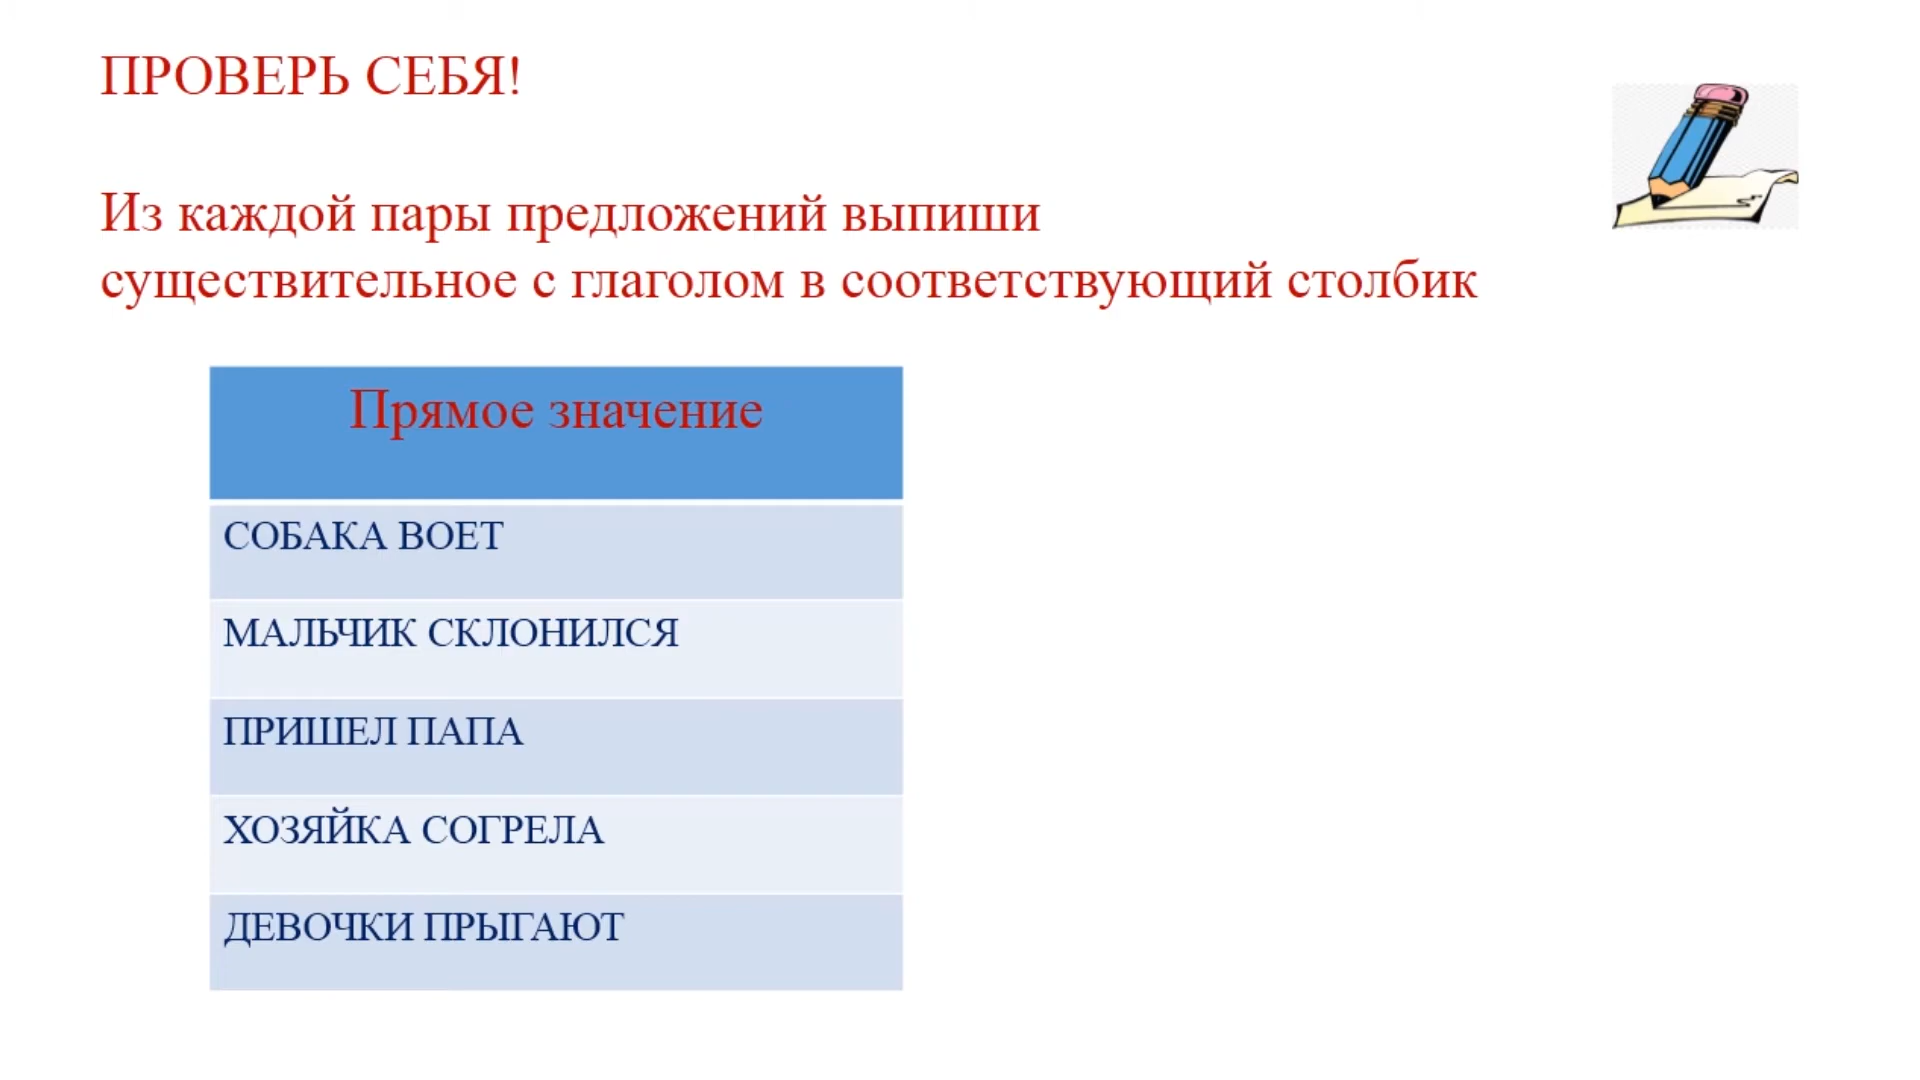 ПРОВЕРЬ СЕБЯ!
Из каждой пары предложений выпиши
существительное с глаголом в соответствующий столбик
Прямое значение
СОБАКА ВОЕТ
МАЛЬЧИК СКЛОНИЛСЯ
ПРИШЕЛ ПАПА
ХОЗЯЙКА СОГРЕЛА
ДЕВОЧКИ ПРЫГАЮТ